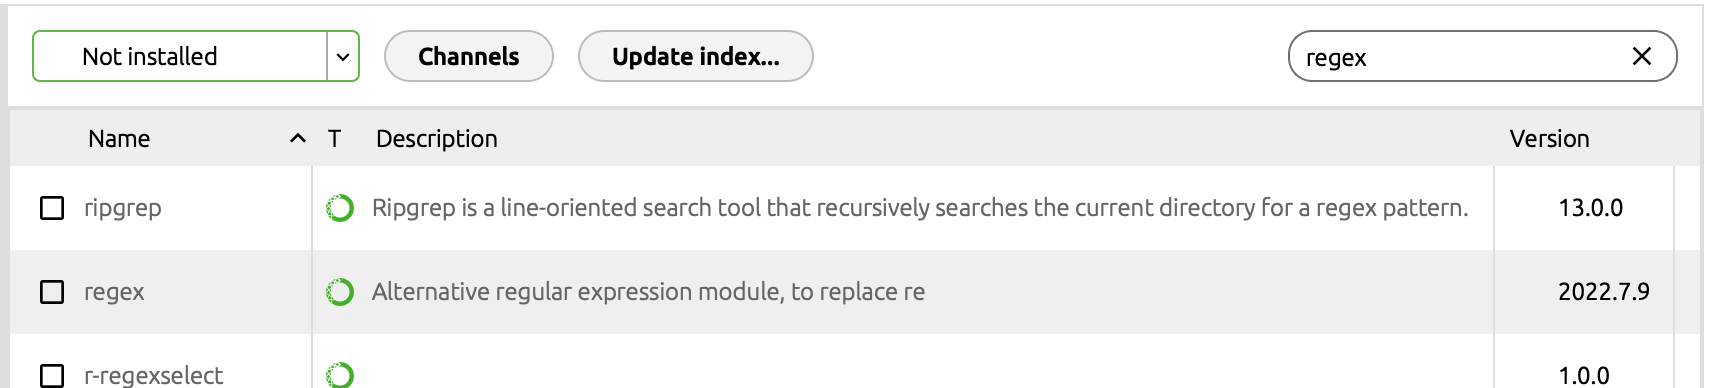 Not installed Channels Update index... regex
Name T Description Version
ripgrep Ripgrep is a line-oriented search tool that recursively searches the current directory for a regex pattern. 13.0.0
regex Alternative regular expression module, to replace re 2022.7.9
r-regexselect 1.0.0